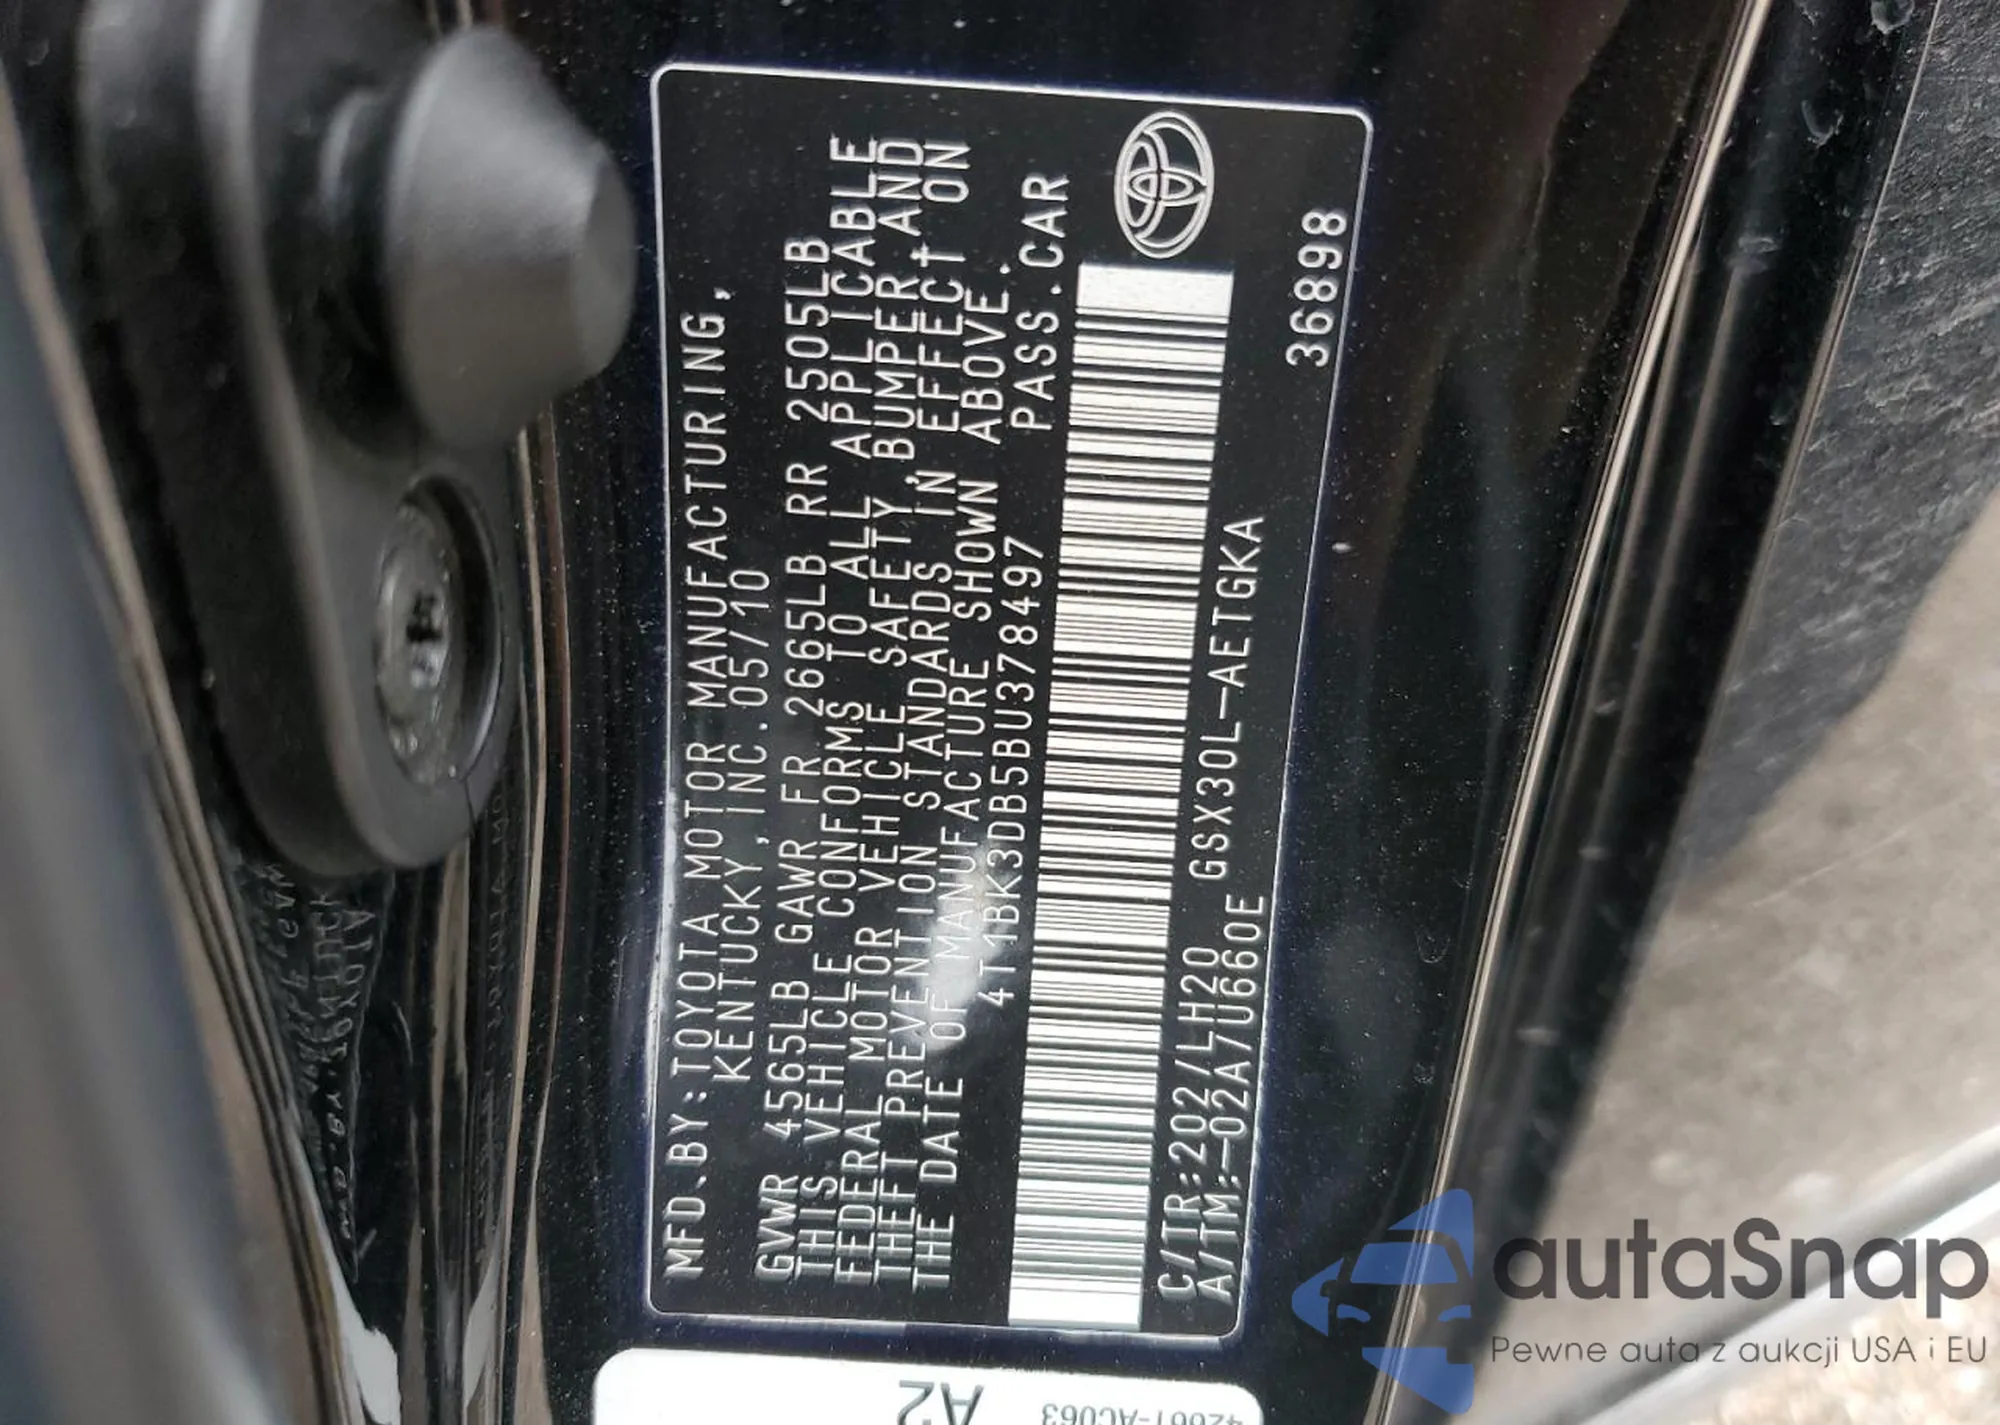 MFD.BY:TOYOTA MOTOR MANUFACTURING,
KENTUCKY,INC.05/10
GVWR 4565LB GAWR FR 2665LB RR 2505LB
THIS VEHICLE CONFORMS TO ALL APPLICABLE
FEDERAL MOTOR VEHICLE SAFETY,BUMPER,AND
THEFT PREVENTION STANDARDS IN EFFECT ON
THE DATE OF MANUFACTURE SHOWN ABOVE.
4T1BK3DB5BU378497 PASS.CAR
C/TR:202/LH20 GSX30L-AETGKA
A/TM:-02A/U660E
36898
A2
42661-AC063
autaSnap
Pewne auta z aukcji USA i EU